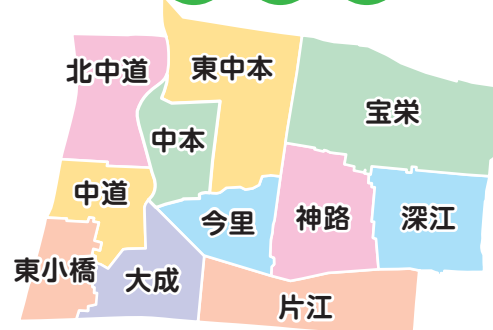 北中道
東中本
宝栄
中本
中道
今里
神路
深江
東小橋
大成
片江